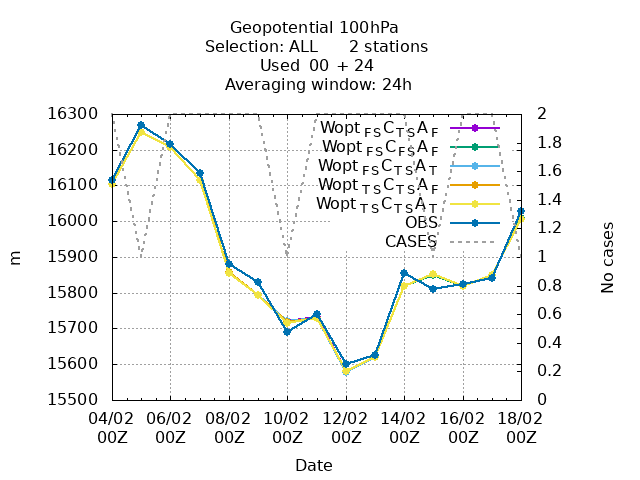 Geopotential 100hPa
Selection: ALL 2 stations
Used 00 + 24
Averaging window: 24h
16300
16200
16100
16000
15900
15800
15700
15600
15500
m
2
1.8
1.6
1.4
1.2
1
0.8
0.6
0.4
0.2
0
No cases
Wopt FSCTSAF
Wopt FSCFSAF
Wopt FSCTSAT
Wopt TSCTSAF
Wopt TSCTSAT
OBS
CASES
04/02 06/02 08/02 10/02 12/02 14/02 16/02 18/02
00Z 00Z 00Z 00Z 00Z 00Z 00Z 00Z
Date